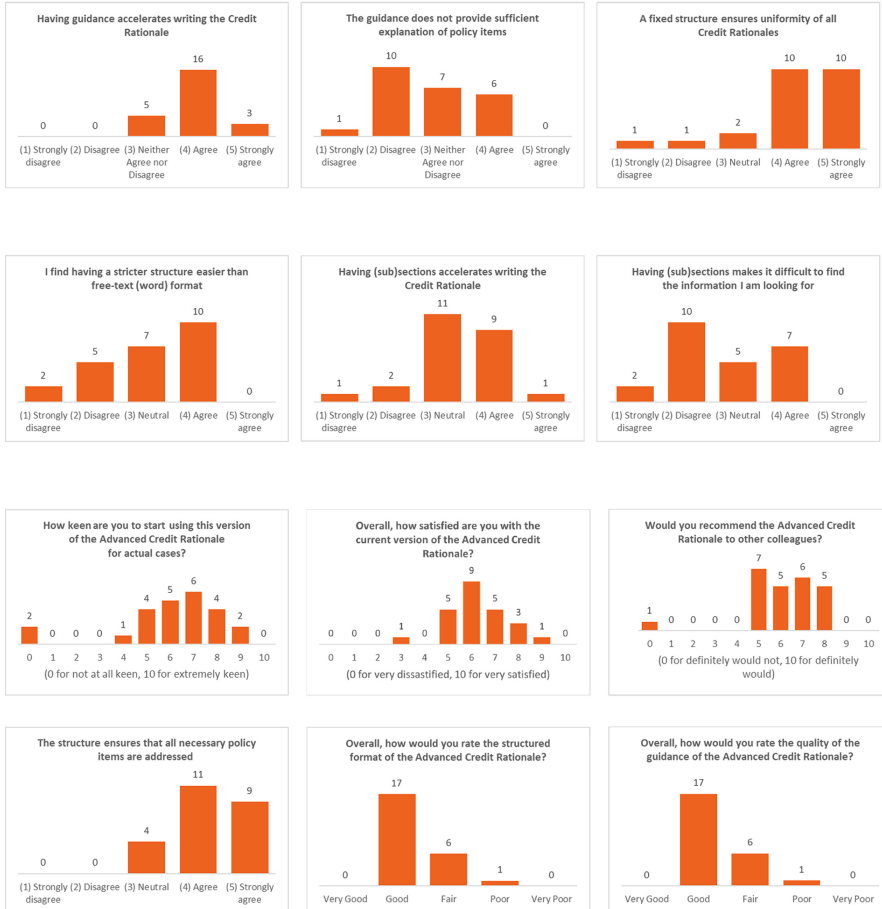 Having guidance accelerates writing the Credit
Rationale
16
5
3
0
0
(1) Strongly disagree
(2) Disagree
(3) Neither Agree nor Disagree
(4) Agree
(5) Strongly agree
The guidance does not provide sufficient
explanation of policy items
1
10
7
6
0
(1) Strongly disagree
(2) Disagree
(3) Neither Agree nor Disagree
(4) Agree
(5) Strongly agree
A fixed structure ensures uniformity of all
Credit Rationales
1
1
2
10
10
(1) Strongly disagree
(2) Disagree
(3) Neutral
(4) Agree
(5) Strongly agree
I find having a stricter structure easier than
free-text (word) format
2
5
7
10
0
(1) Strongly disagree
(2) Disagree
(3) Neutral
(4) Agree
(5) Strongly agree
Having (sub)sections accelerates writing the
Credit Rationale
1
2
11
9
1
(1) Strongly disagree
(2) Disagree
(3) Neutral
(4) Agree
(5) Strongly agree
Having (sub)sections makes it difficult to find
the information I am looking for
2
10
5
7
0
(1) Strongly disagree
(2) Disagree
(3) Neutral
(4) Agree
(5) Strongly agree
How keen are you to start using this version
of the Advanced Credit Rationale
for actual cases?
2 0 0 0 1 4 5 6 4 2 0
0 1 2 3 4 5 6 7 8 9 10
(0 for not at all keen, 10 for extremely keen)
Overall, how satisfied are you with the
current version of the Advanced Credit
Rationale?
0 0 0 1 0 5 9 5 3 1 0
0 1 2 3 4 5 6 7 8 9 10
(0 for very dissastified, 10 for very satisfied)
Would you recommend the Advanced Credit
Rationale to other colleagues?
1 0 0 0 0 7 5 6 5 0 0
0 1 2 3 4 5 6 7 8 9 10
(0 for definitely would not, 10 for definitely
would)
The structure ensures that all necessary policy
items are addressed
0
0
4
11
9
(1) Strongly disagree
(2) Disagree
(3) Neutral
(4) Agree
(5) Strongly agree
Overall, how would you rate the structured
format of the Advanced Credit Rationale?
0 17 6 1 0
Very Good Good Fair Poor Very Poor
Overall, how would you rate the quality of the
guidance of the Advanced Credit Rationale?
0 17 6 1 0
Very Good Good Fair Poor Very Poor